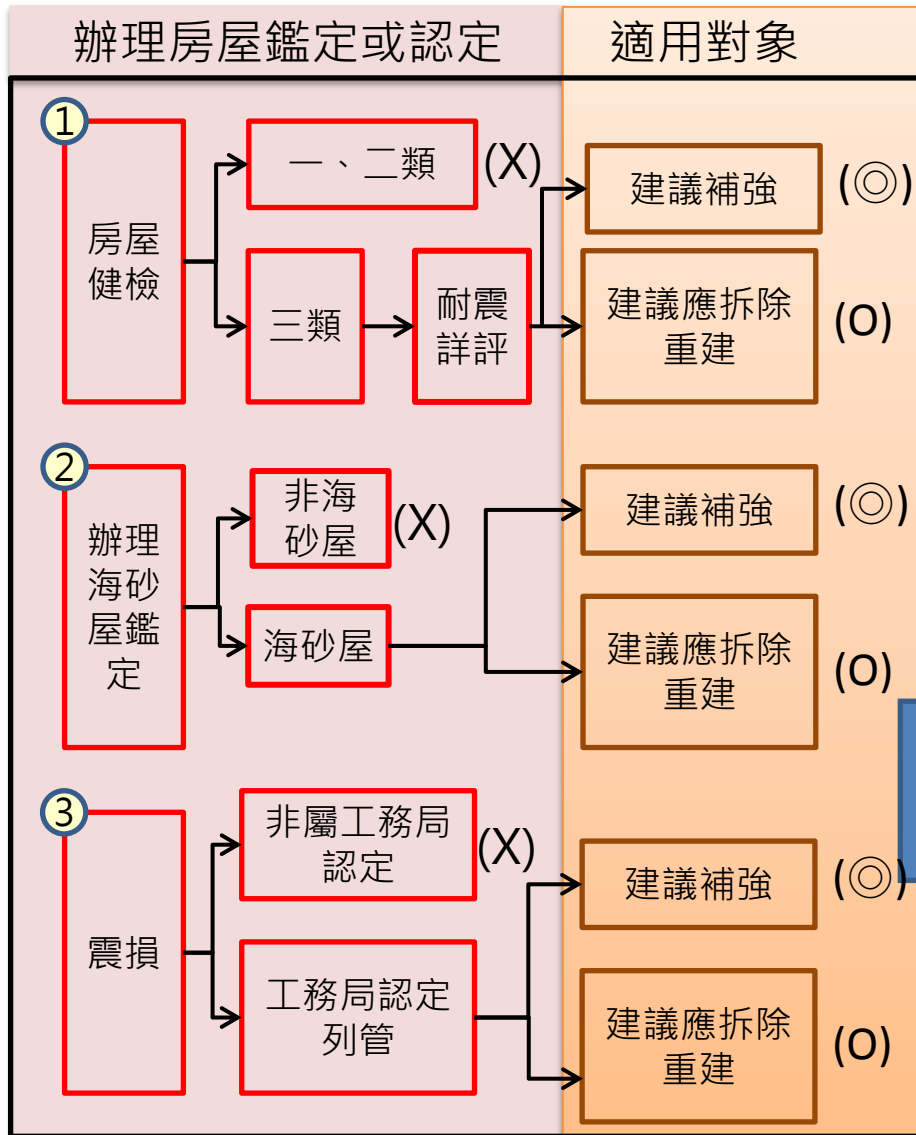 辦理房屋鑑定或認定
適用對象
1
房屋
健檢
一、二類
(X)
三類
耐震
詳評
建議補強
(◎)
建議應拆除
重建
(O)
2
辦理
海砂
屋鑑
定
非海
砂屋
(X)
海砂屋
建議補強
(◎)
建議應拆除
重建
(O)
3
震損
非屬工務局
認定
(X)
工務局認定
列管
建議補強
(◎)
建議應拆除
重建
(O)